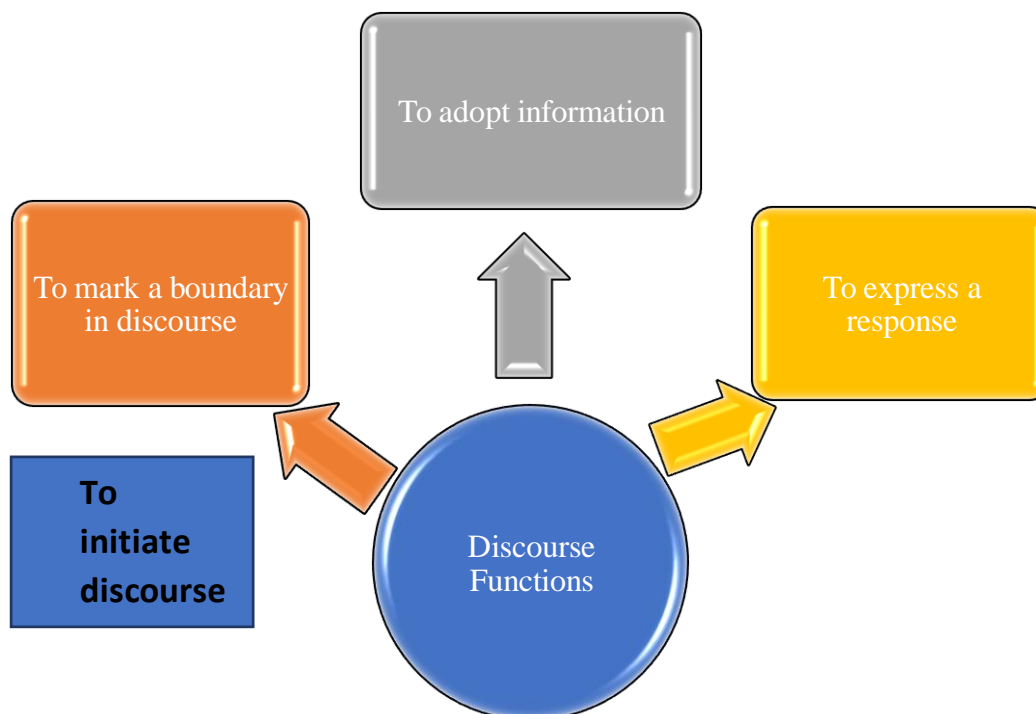 To adopt information
To mark a boundary
in discourse
To express a
response
To
initiate
discourse
Discourse
Functions